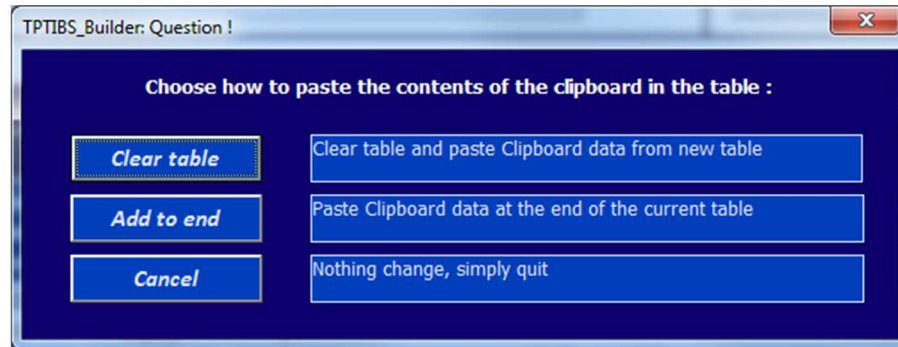 TPTIBS_Builder: Question !
Choose how to paste the contents of the clipboard in the table :
Clear table
Clear table and paste Clipboard data from new table
Add to end
Paste Clipboard data at the end of the current table
Cancel
Nothing change, simply quit